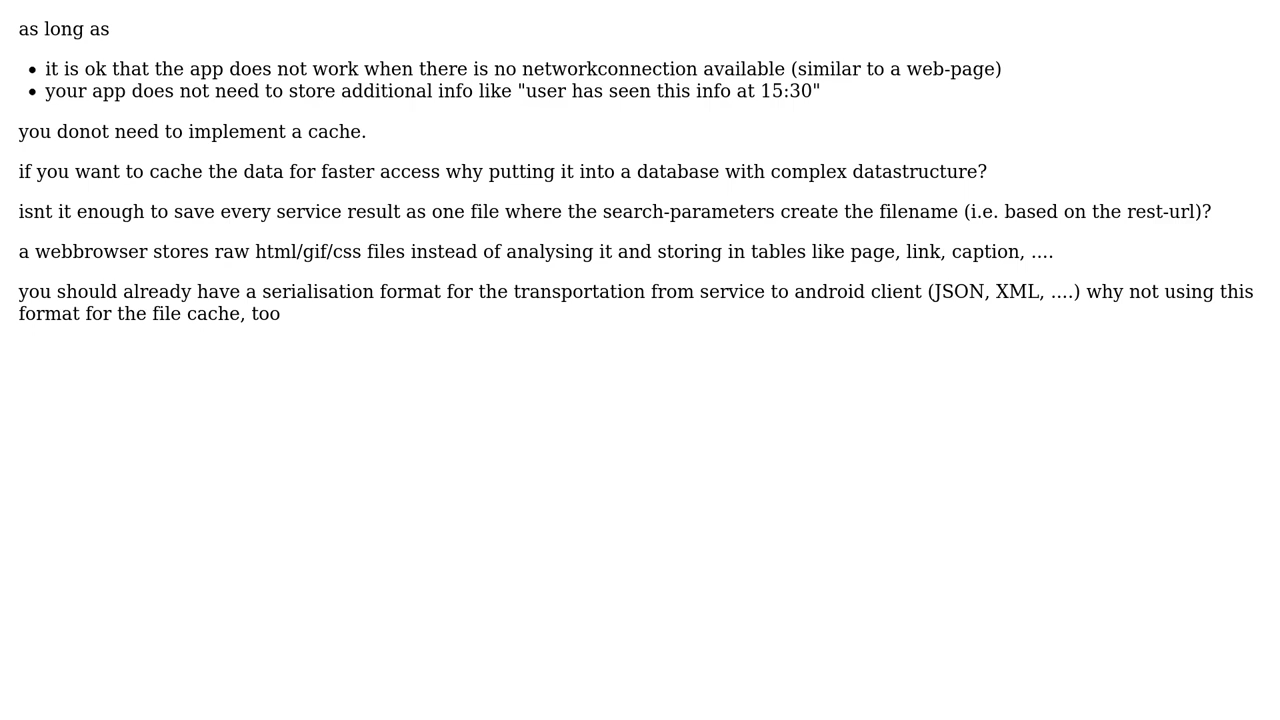 as long as
• it is ok that the app does not work when there is no networkconnection available (similar to a web-page)
• your app does not need to store additional info like "user has seen this info at 15:30"
you donot need to implement a cache.
if you want to cache the data for faster access why putting it into a database with complex datastructure?
isnt it enough to save every service result as one file where the search-parameters create the filename (i.e. based on the rest-url)?
a webbrowser stores raw html/gif/css files instead of analysing it and storing in tables like page, link, caption, ....
you should already have a serialisation format for the transportation from service to android client (JSON, XML, ....) why not using this
format for the file cache, too